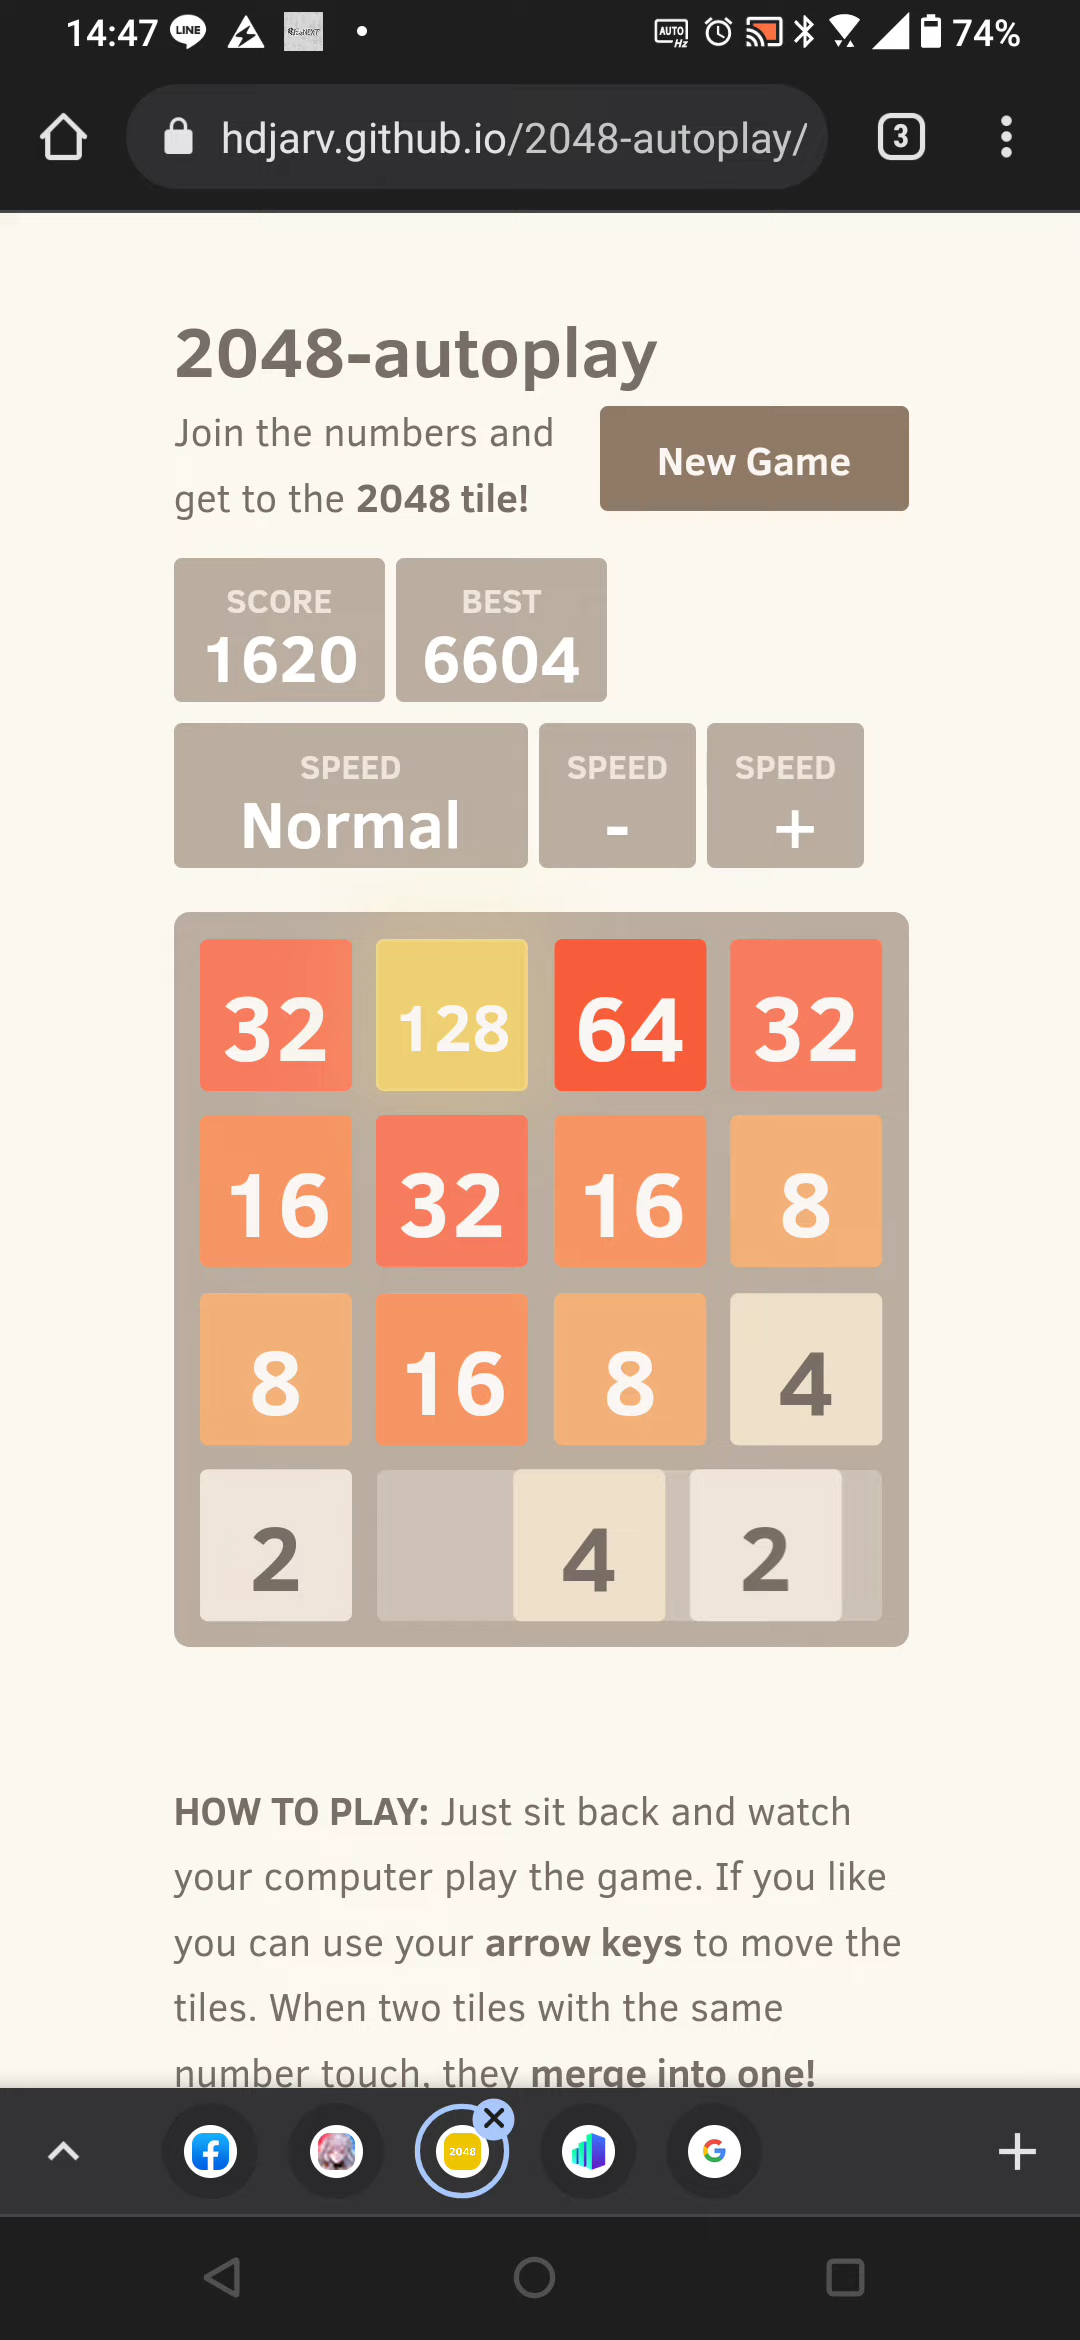 14:47 LINE AUTO Hz 74%
hdjarv.github.io/2048-autoplay/ 3
2048-autoplay
Join the numbers and
get to the 2048 tile!
New Game
SCORE BEST
1620 6604
SPEED SPEED SPEED
Normal - +
32 128 64 32
16 32 16 8
8 16 8 4
2 4 2
HOW TO PLAY: Just sit back and watch
your computer play the game. If you like
you can use your arrow keys to move the
tiles. When two tiles with the same
number touch, they merge into one!
2048